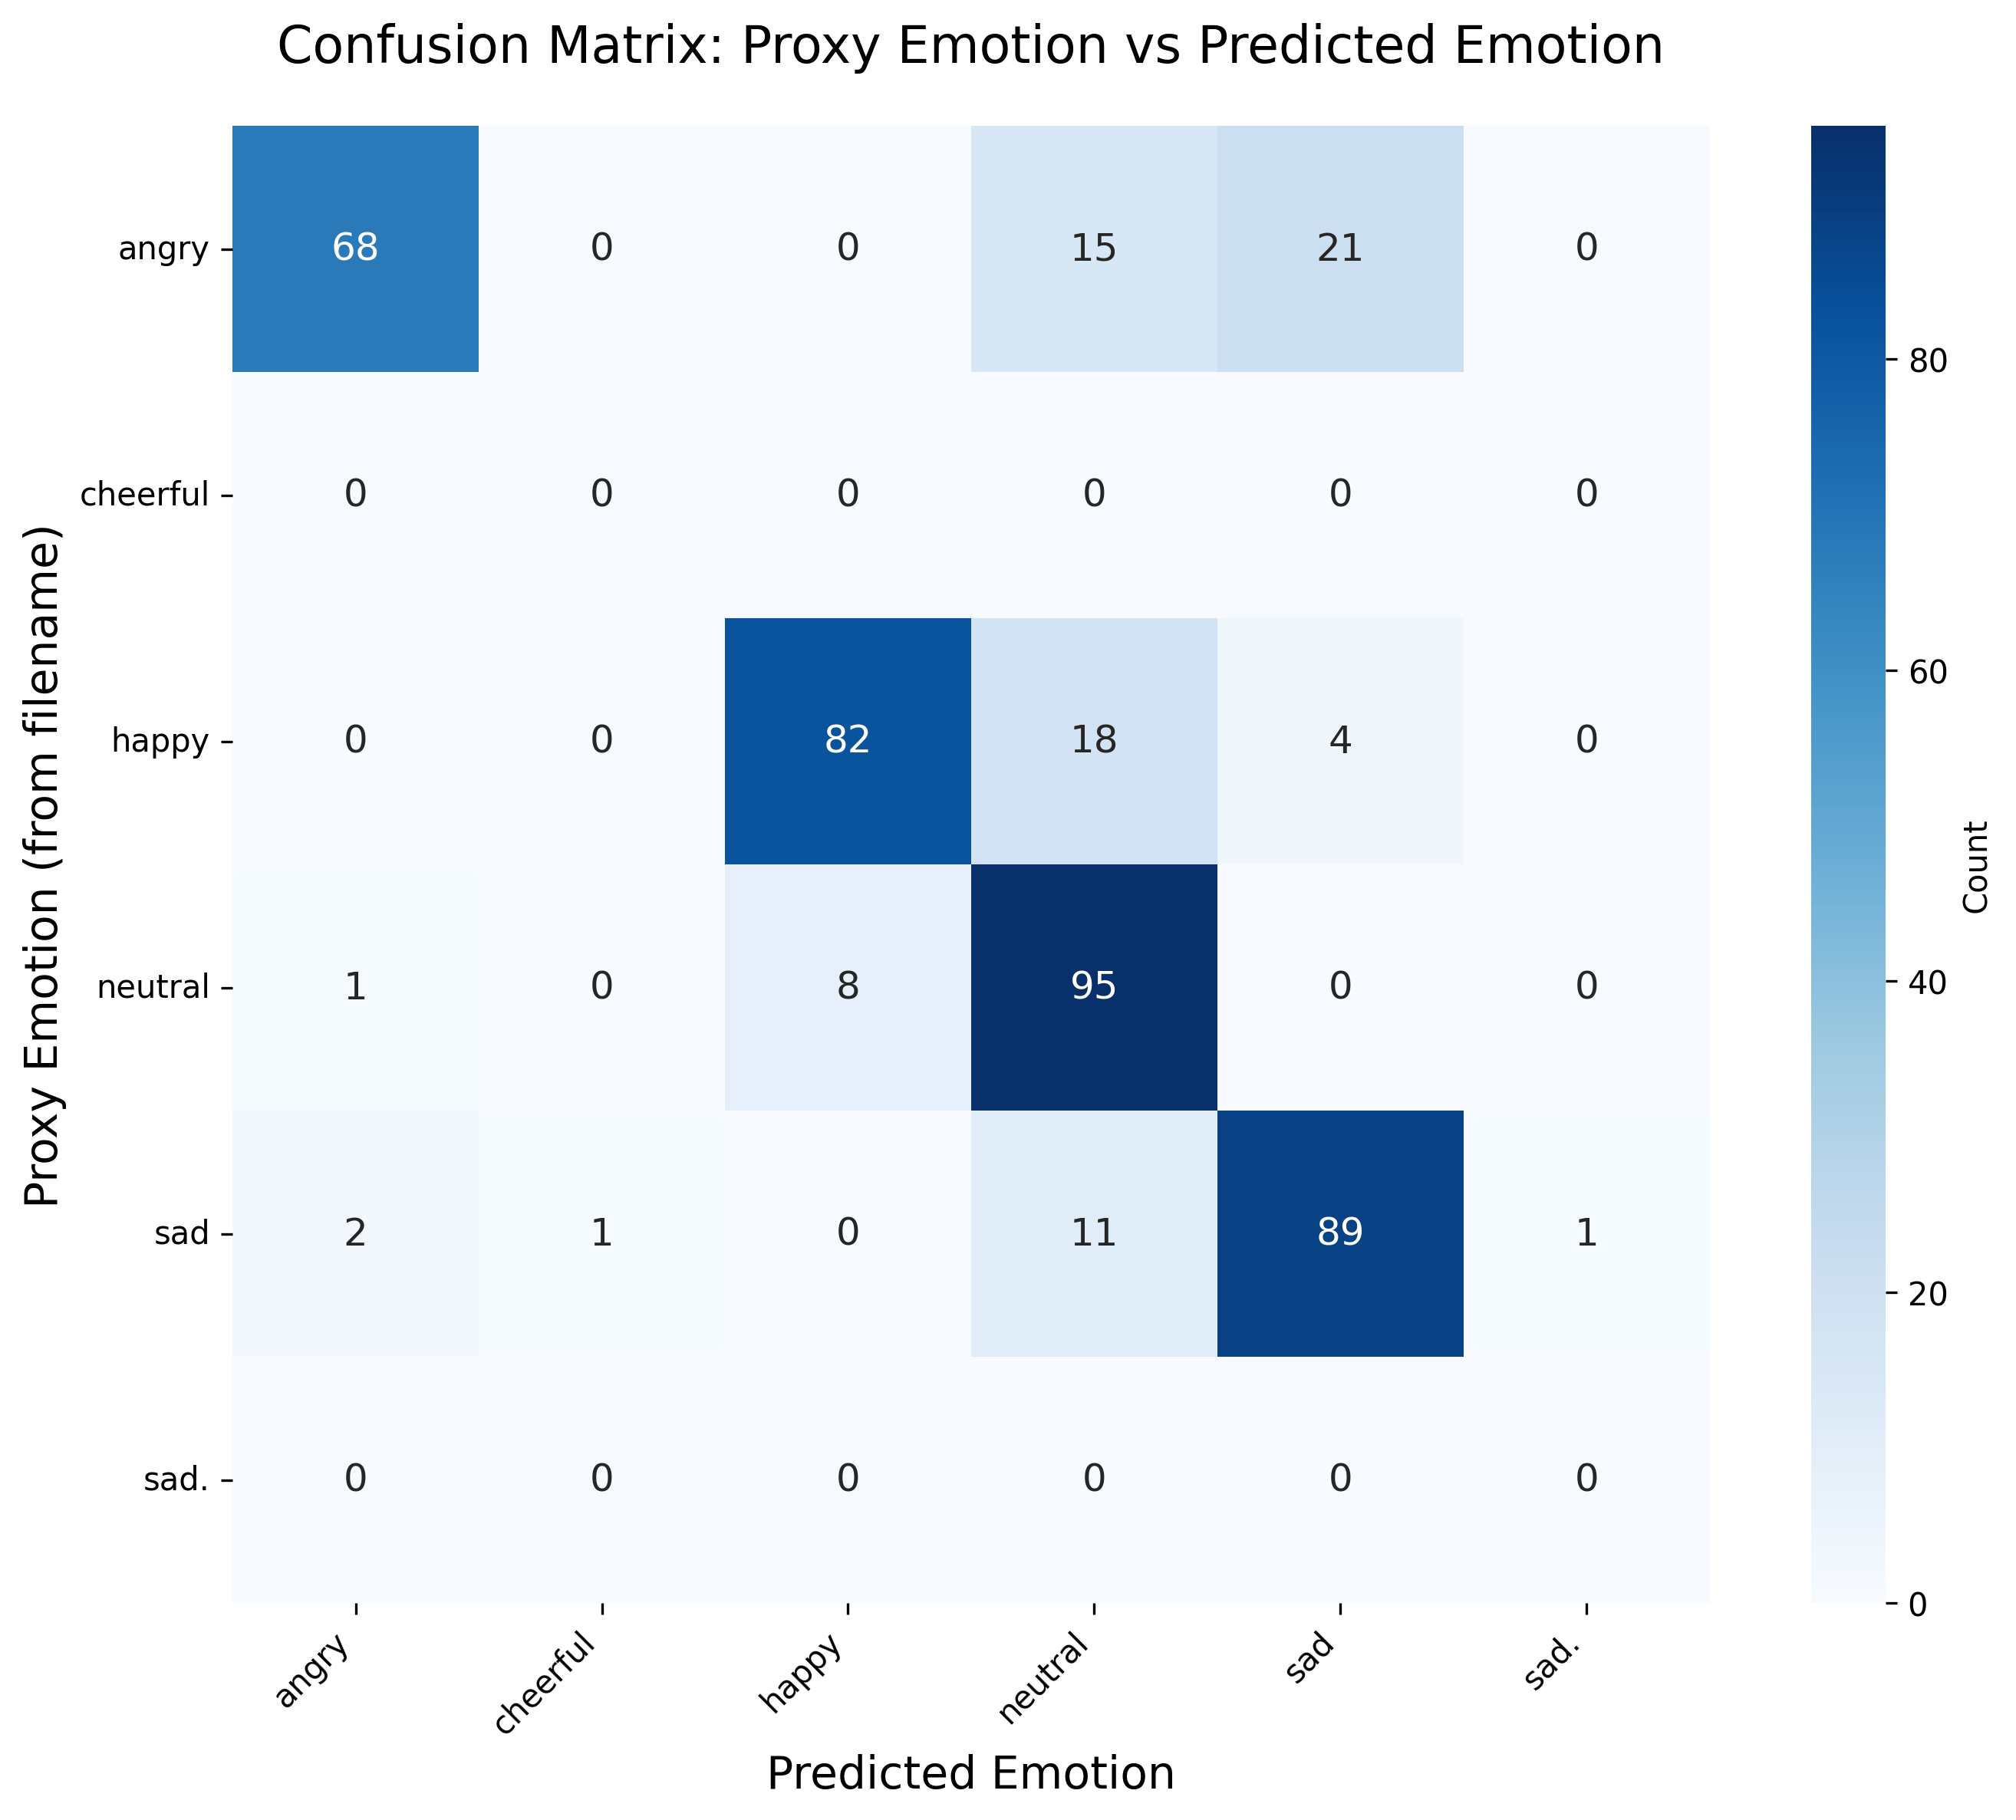 Confusion Matrix: Proxy Emotion vs Predicted Emotion
Proxy Emotion (from filename)
angry 68 0 0 15 21 0
cheerful 0 0 0 0 0 0
happy 0 0 82 18 4 0
neutral 1 0 8 95 0 0
sad 2 1 0 11 89 1
sad. 0 0 0 0 0 0
angry cheerful happy neutral sad sad.
Predicted Emotion
80
60
40
20
0
Count